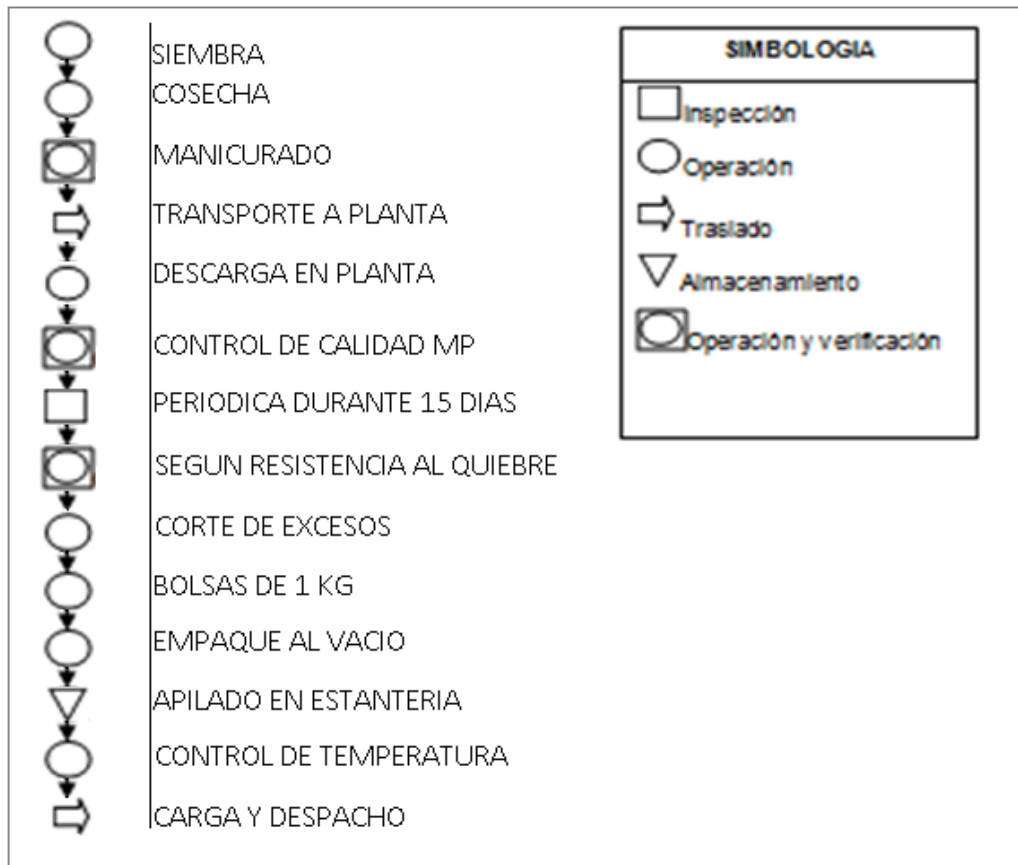 SIEMBRA
COSECHA
MANICURADO
TRANSPORTE A PLANTA
DESCARGA EN PLANTA
CONTROL DE CALIDAD MP
PERIODICA DURANTE 15 DIAS
SEGUN RESISTENCIA AL QUIEBRE
CORTE DE EXCESOS
BOLSAS DE 1 KG
EMPAQUE AL VACIO
APILADO EN ESTANTERIA
CONTROL DE TEMPERATURA
CARGA Y DESPACHO
SIMBOLOGIA
Inspección
Operación
Traslado
Almacenamiento
Operación y verificación